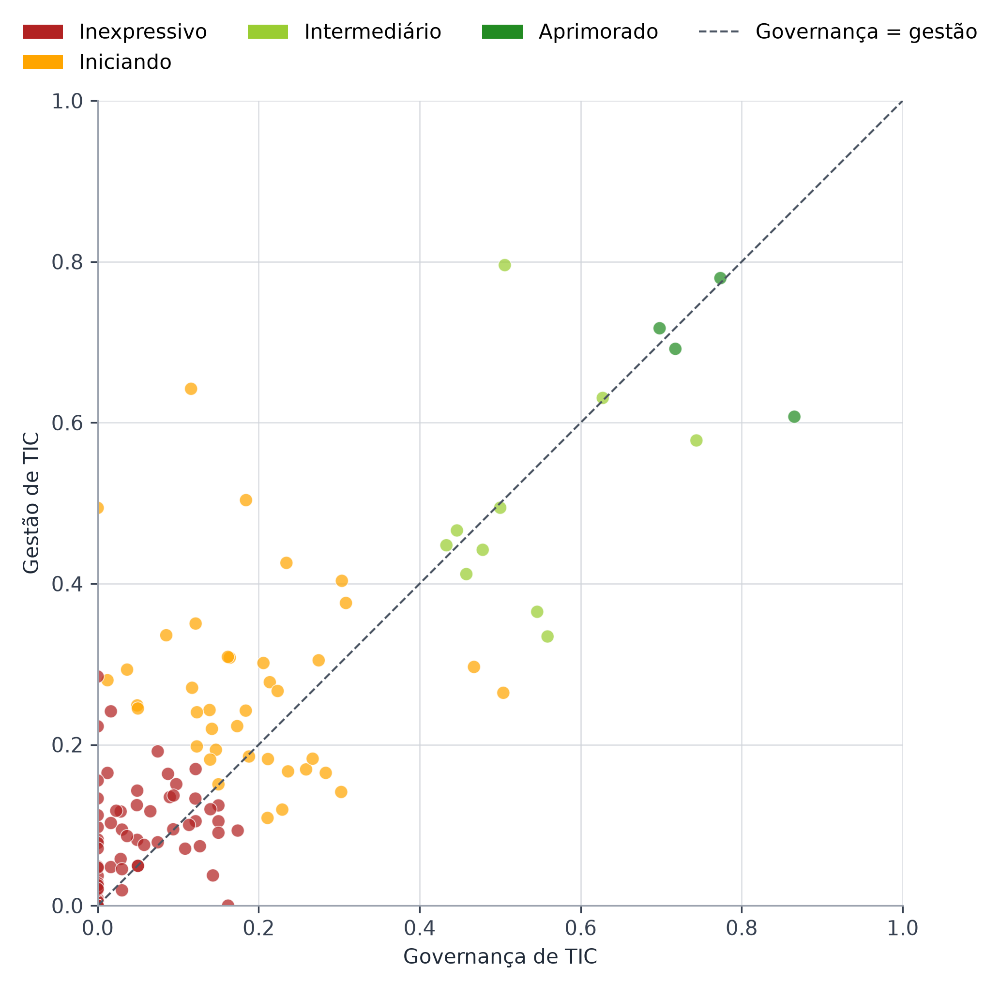 Inexpressivo Intermediário Aprimorado Governança = gestão
Iniciando
1.0
0.8
0.6
0.4
0.2
0.0
Gestão de TIC
0.0 0.2 0.4 0.6 0.8 1.0
Governança de TIC